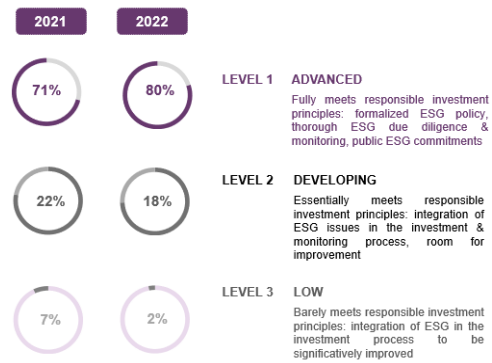 2021 2022
71% 80% LEVEL 1 ADVANCED
Fully meets responsible investment
principles: formalized ESG policy,
thorough ESG due diligence &
monitoring, public ESG commitments
22% 18% LEVEL 2 DEVELOPING
Essentially meets responsible
investment principles: integration of
ESG issues in the investment &
monitoring process, room for
improvement
7% 2% LEVEL 3 LOW
Barely meets responsible investment
principles: integration of ESG in the
investment process to be
significatively improved